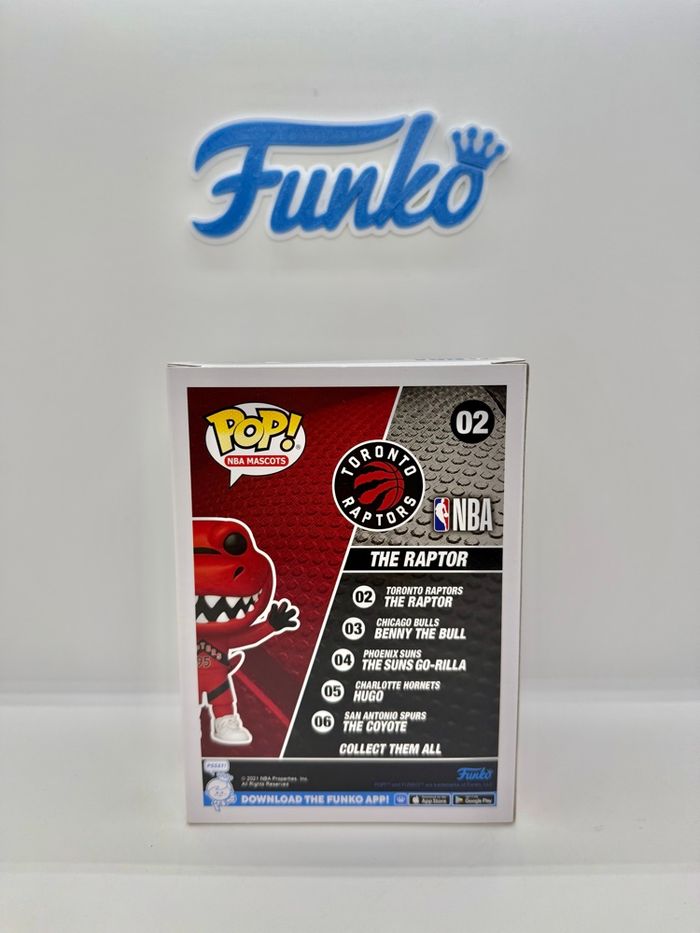 Funko
POP!
NBA MASCOTS
02
TORONTO
RAPTORS
NBA
THE RAPTOR
02 TORONTO RAPTORS
THE RAPTOR
03 CHICAGO BULLS
BENNY THE BULL
04 PHOENIX SUNS
THE SUNS GO-RILLA
05 CHARLOTTE HORNETS
HUGO
06 SAN ANTONIO SPURS
THE COYOTE
COLLECT THEM ALL
95
PSSST!
© 2021 NBA Properties, Inc.
All Rights Reserved
Funko
DOWNLOAD THE FUNKO APP!
App Store
Google Play